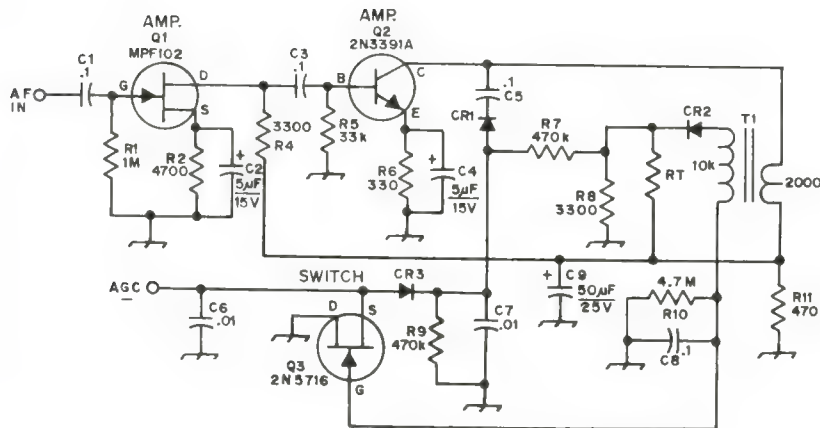 AMP.
Q1
MPF102
AMP.
Q2
2N3391A
C1
.1
AF
IN
G
D
S
C3
.1
B
C
E
.1
C5
CR1
R7
470k
CR2
T1
10k
2000
R1
1M
R2
4700
C2
+
5µF
15V
3300
R4
R5
33k
R6
330
+
C4
5µF
15V
R8
3300
RT
SWITCH
AGC
C6
.01
D
S
CR3
R9
470k
C7
.01
+
C9
50µF
25V
4.7M
R10
C8
.1
R11
470
Q3
2N5716
G